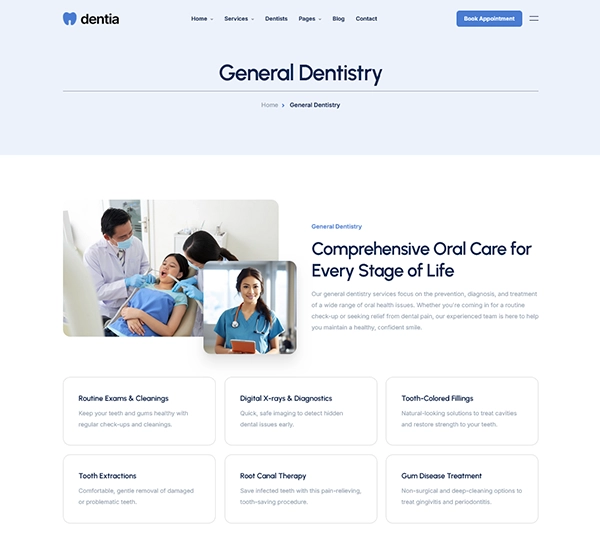 dentia
Home Services Dentists Pages Blog Contact
Book Appointment
General Dentistry
Home > General Dentistry
General Dentistry
Comprehensive Oral Care for
Every Stage of Life
Our general dentistry services focus on the prevention, diagnosis, and treatment
of a wide range of oral health issues. Whether you're coming in for a routine
check-up or seeking relief from dental pain, our experienced team is here to help
you maintain a healthy, confident smile.
Routine Exams & Cleanings
Keep your teeth and gums healthy with
regular check-ups and cleanings.
Digital X-rays & Diagnostics
Quick, safe imaging to detect hidden
dental issues early.
Tooth-Colored Fillings
Natural-looking solutions to treat cavities
and restore strength to your teeth.
Tooth Extractions
Comfortable, gentle removal of damaged
or problematic teeth.
Root Canal Therapy
Save infected teeth with this pain-relieving,
tooth-saving procedure.
Gum Disease Treatment
Non-surgical and deep-cleaning options to
treat gingivitis and periodontitis.